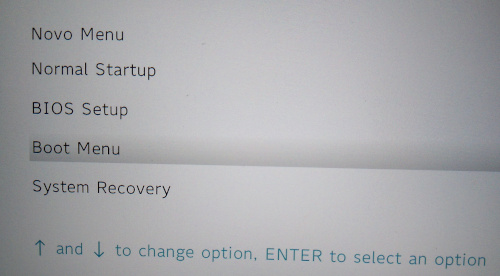 Novo Menu
Normal Startup
BIOS Setup
Boot Menu
System Recovery
↑ and ↓ to change option, ENTER to select an option